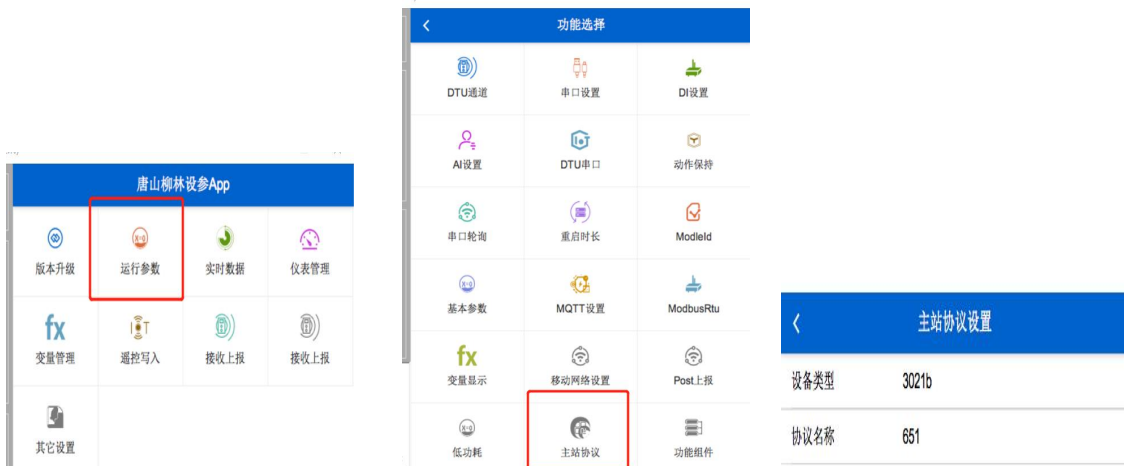 唐山柳林设参App
版本升级 运行参数 实时数据 仪表管理
fx
变量管理 遥控写入 接收上报 接收上报
其它设置
功能选择
DTU通道 串口设置 DI设置
AI设置 DTU串口 动作保持
串口轮询 重启时长 ModleId
基本参数 MQTT设置 ModbusRtu
fx
变量显示 移动网络设置 Post上报
低功耗 主站协议 功能组件
主站协议设置
设备类型 3021b
协议名称 651